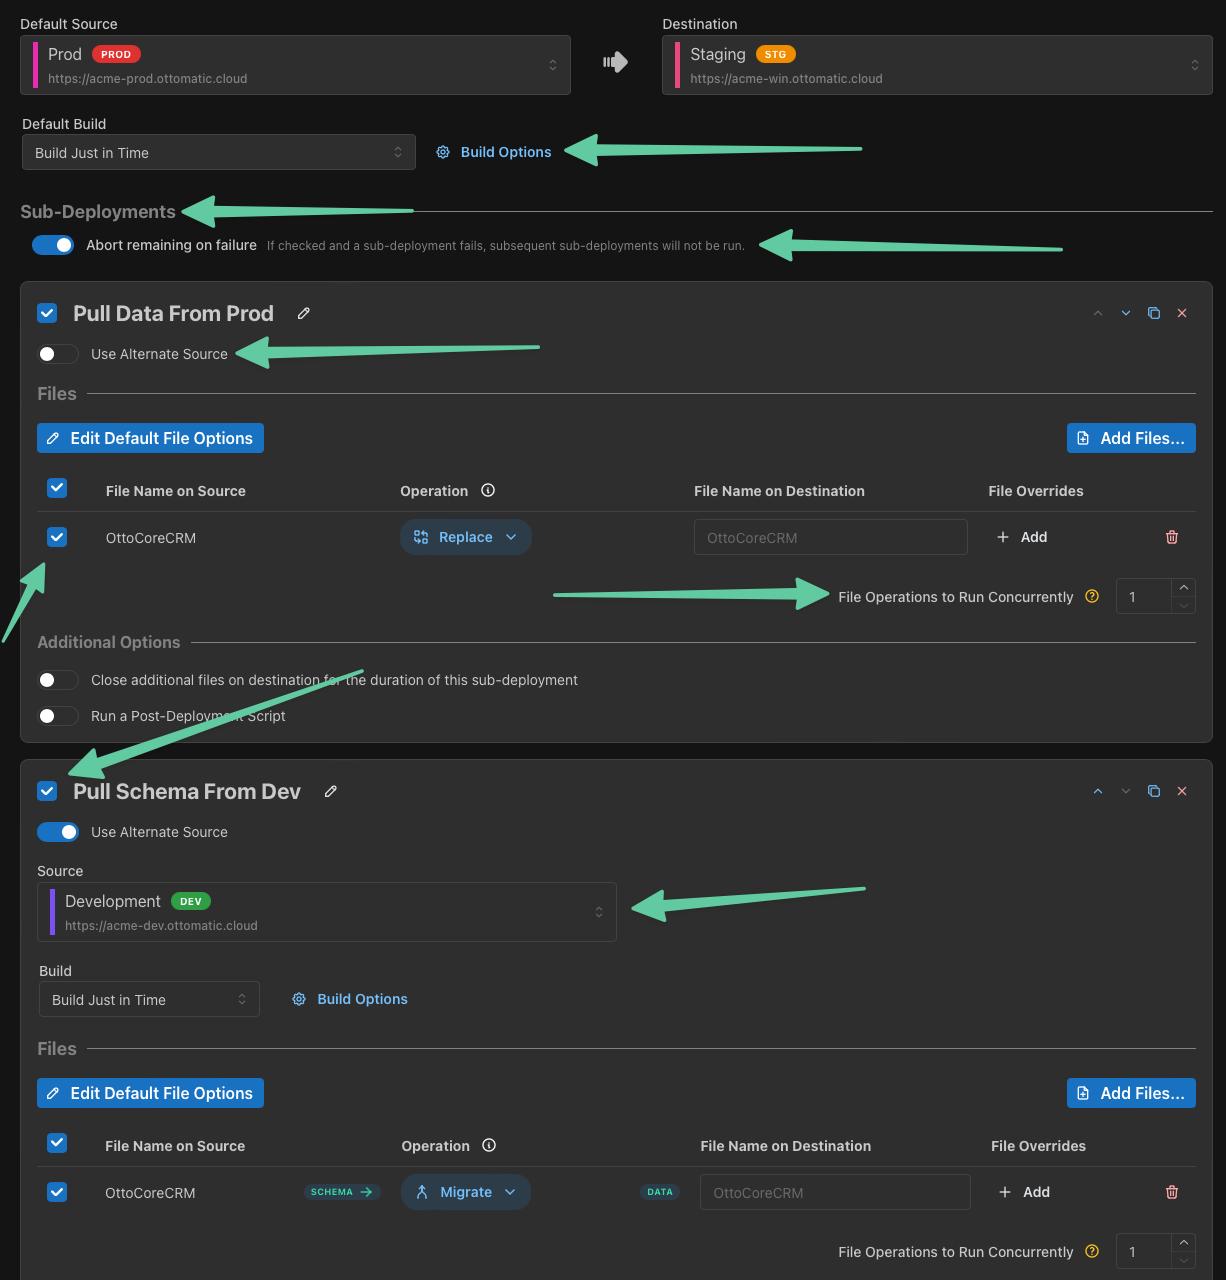 Default Source
Destination
Prod PROD
https://acme-prod.ottomatic.cloud
Staging STG
https://acme-win.ottomatic.cloud
Default Build
Build Just in Time
Build Options
Sub-Deployments
Abort remaining on failure If checked and a sub-deployment fails, subsequent sub-deployments will not be run.
Pull Data From Prod
Use Alternate Source
Files
Edit Default File Options
Add Files...
File Name on Source Operation File Name on Destination File Overrides
OttoCoreCRM Replace OttoCoreCRM Add
File Operations to Run Concurrently 1
Additional Options
Close additional files on destination for the duration of this sub-deployment
Run a Post-Deployment Script
Pull Schema From Dev
Use Alternate Source
Source
Development DEV
https://acme-dev.ottomatic.cloud
Build
Build Just in Time
Build Options
Files
Edit Default File Options
Add Files...
File Name on Source Operation File Name on Destination File Overrides
OttoCoreCRM SCHEMA Migrate DATA OttoCoreCRM Add
File Operations to Run Concurrently 1